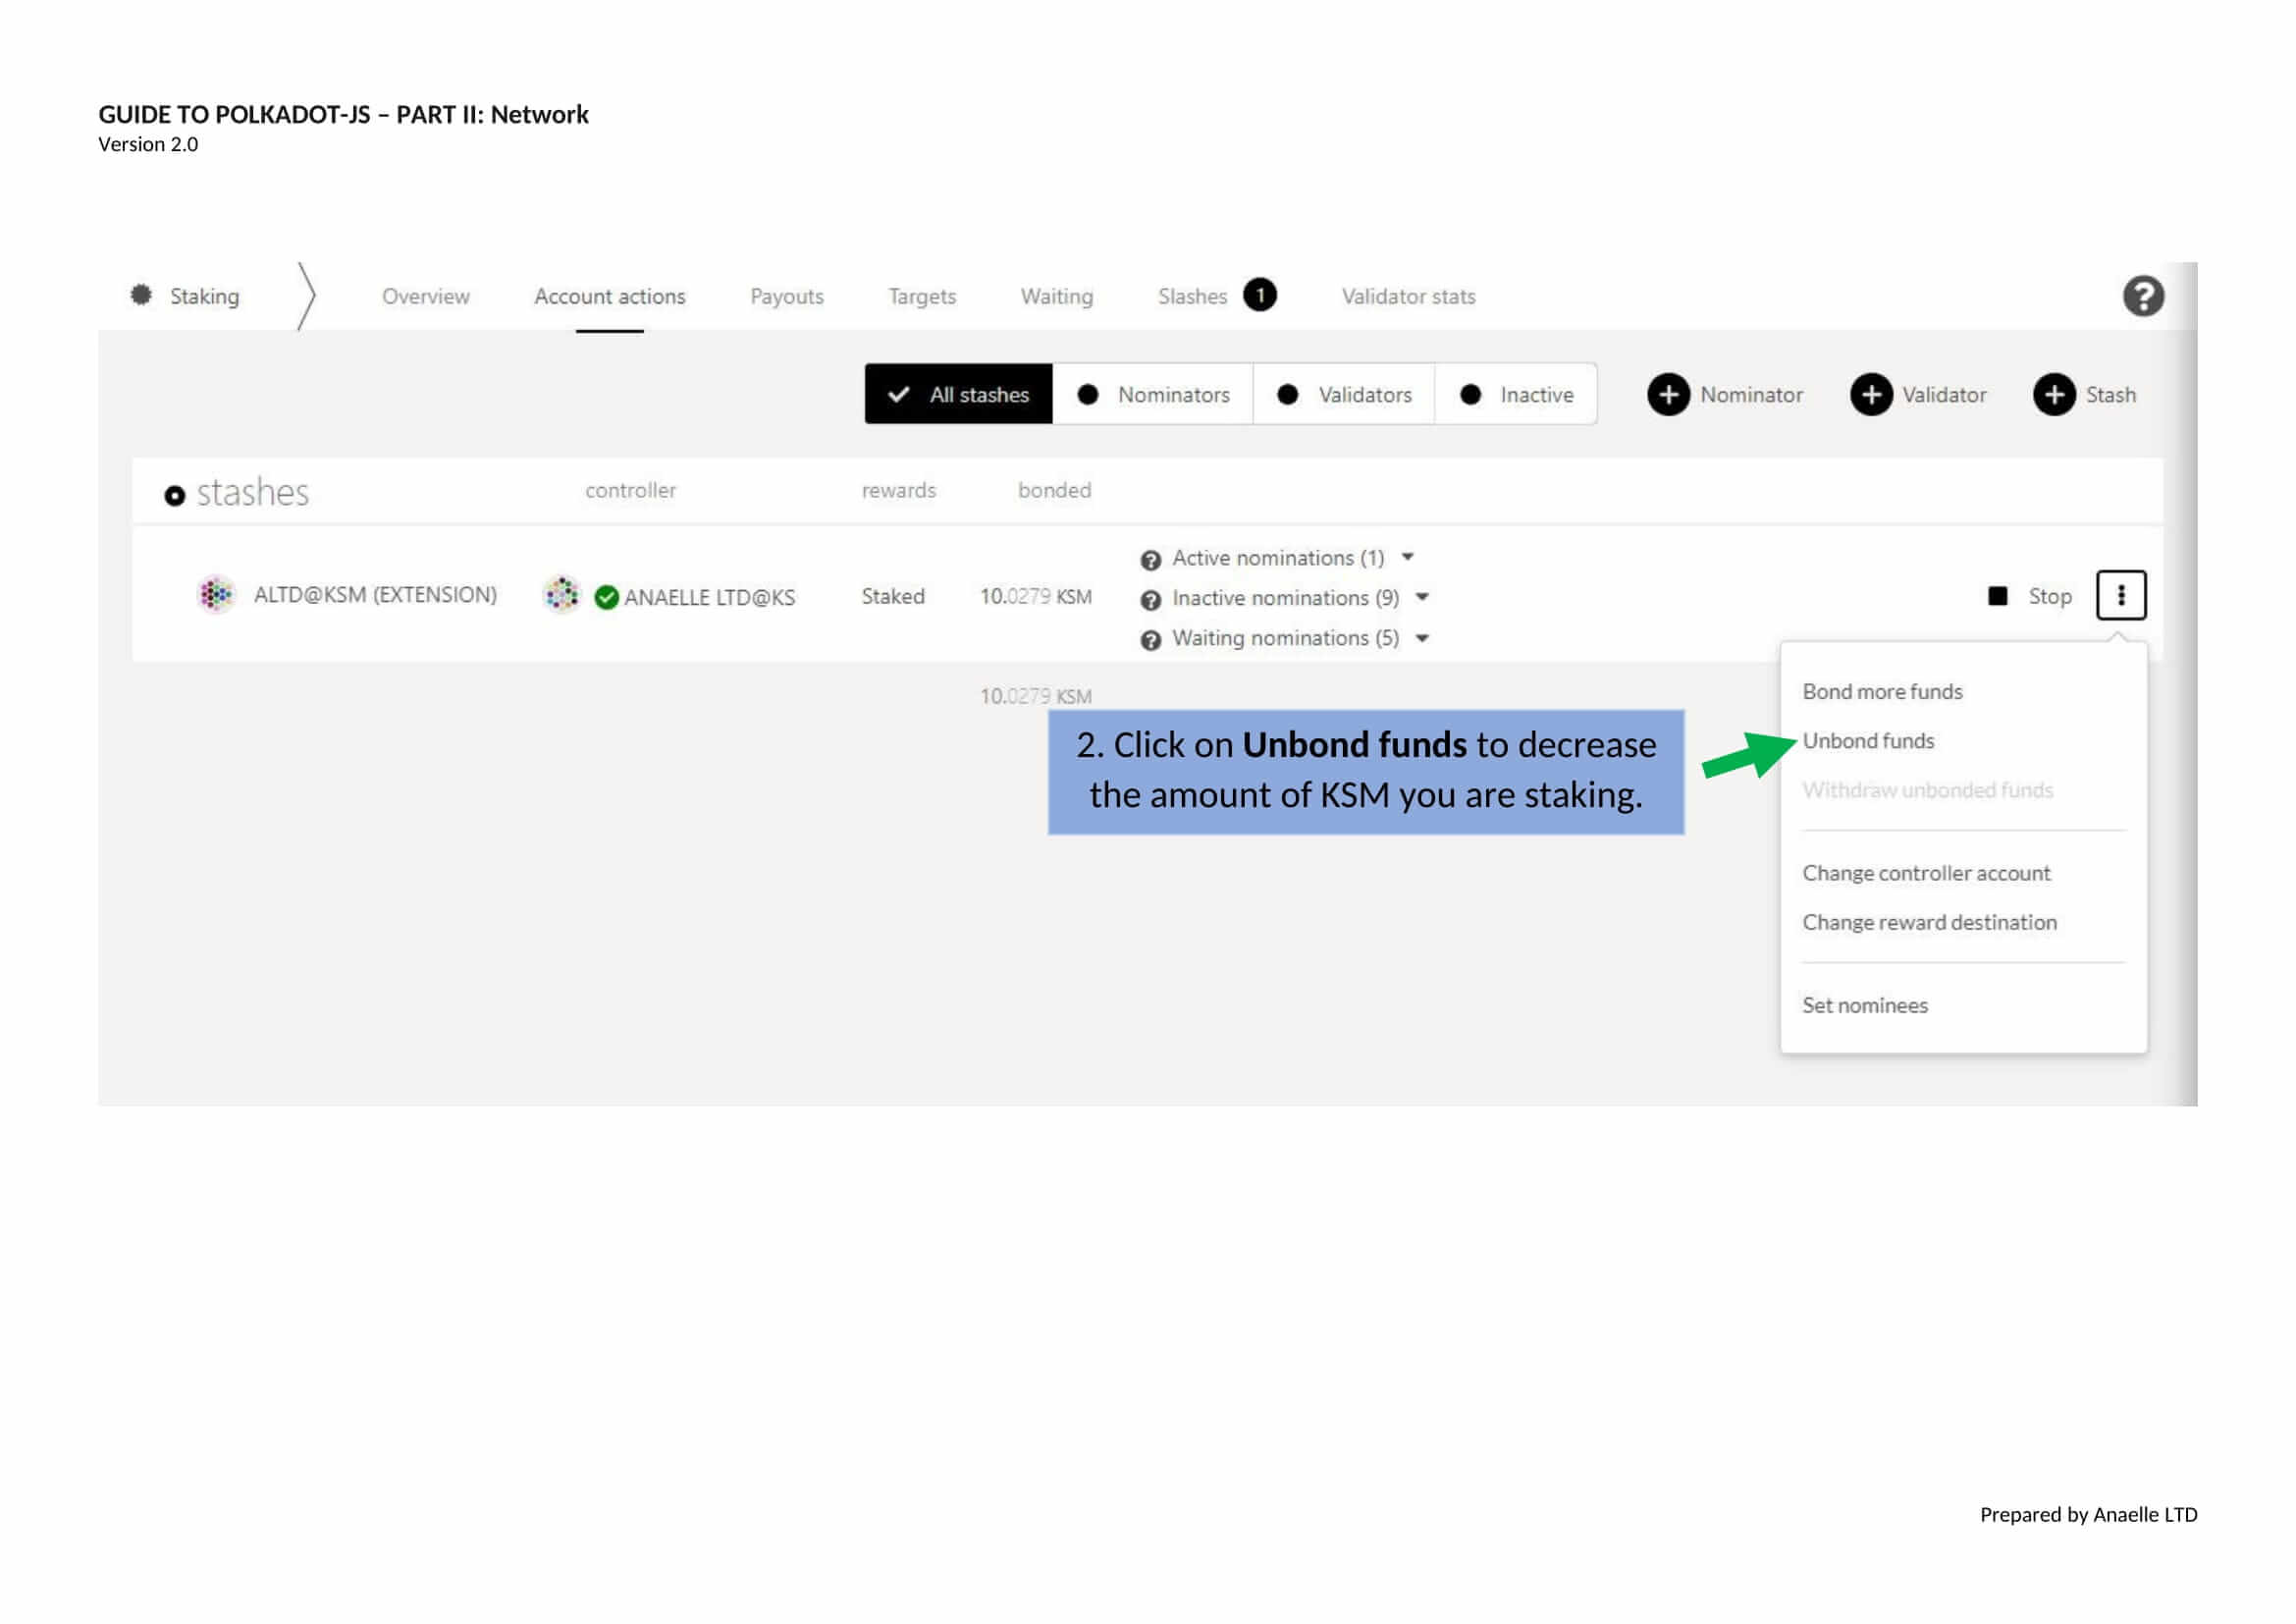 GUIDE TO POLKADOT-JS – PART II: Network
Version 2.0
Staking Overview Account actions Payouts Targets Waiting Slashes 1 Validator stats
All stashes Nominators Validators Inactive Nominator Validator Stash
stashes controller rewards bonded
Active nominations (1)
ALTD@KSM (EXTENSION) ANAELLE LTD@KS Staked 10.0279 KSM Inactive nominations (9) Stop
Waiting nominations (5)
10.0279 KSM
Bond more funds
2. Click on Unbond funds to decrease
the amount of KSM you are staking.
Unbond funds
Withdraw unbonded funds
Change controller account
Change reward destination
Set nominees
Prepared by Anaelle LTD